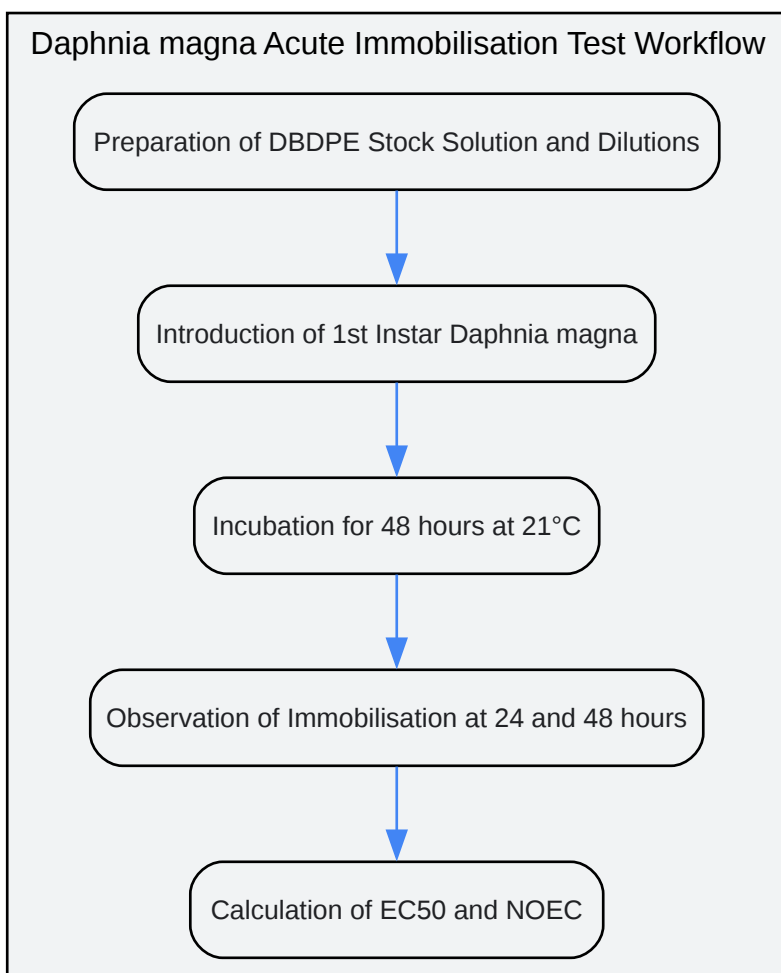 Daphnia magna Acute Immobilisation Test Workflow
Preparation of DBDPE Stock Solution and Dilutions
Introduction of 1st Instar Daphnia magna
Incubation for 48 hours at 21°C
Observation of Immobilisation at 24 and 48 hours
Calculation of EC50 and NOEC